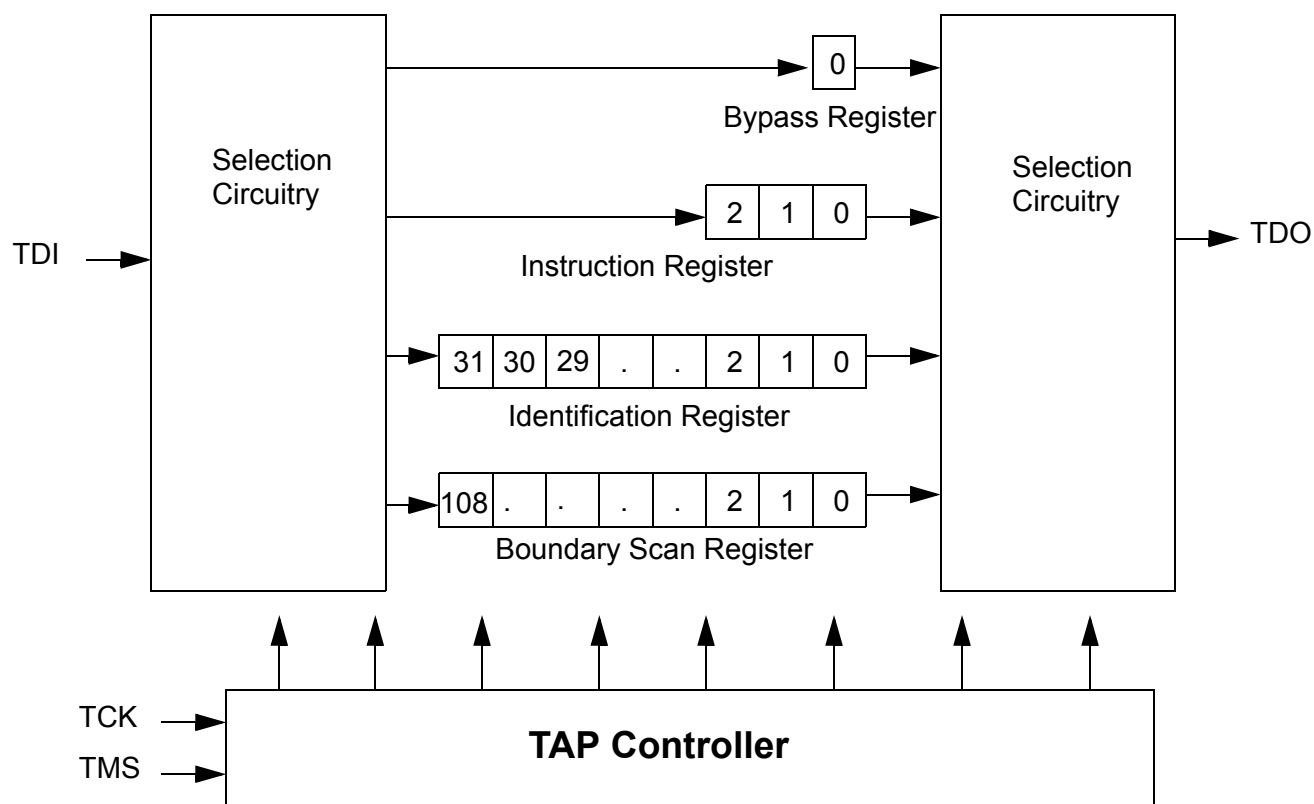 0
Bypass Register
Selection
Circuitry
Selection
Circuitry
2 1 0
Instruction Register
TDI
TDO
31 30 29 . . 2 1 0
Identification Register
108 . . . . 2 1 0
Boundary Scan Register
TCK
TMS
TAP Controller